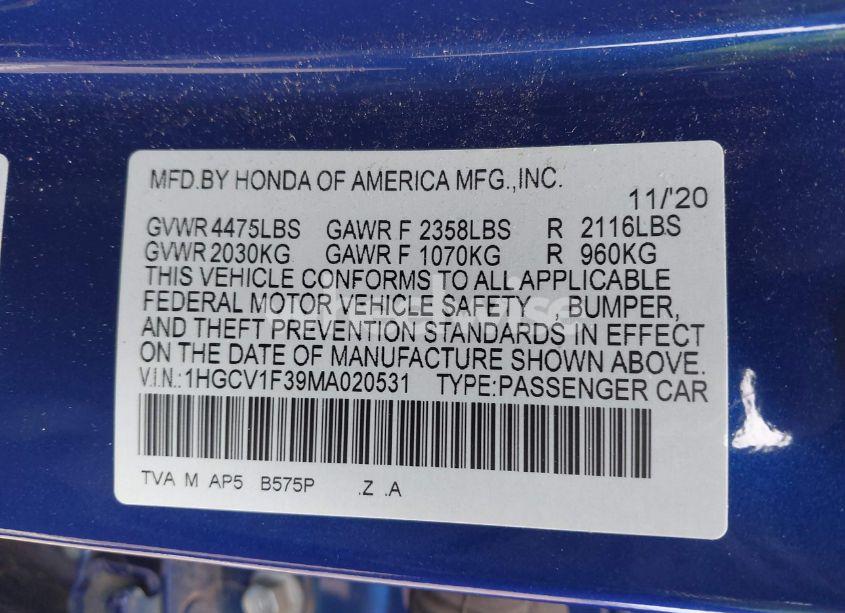 MFD.BY HONDA OF AMERICA MFG.,INC.
11/'20
GVWR 4475LBS GAWR F 2358LBS R 2116LBS
GVWR 2030KG GAWR F 1070KG R 960KG
THIS VEHICLE CONFORMS TO ALL APPLICABLE
FEDERAL MOTOR VEHICLE SAFETY , BUMPER,
AND THEFT PREVENTION STANDARDS IN EFFECT
ON THE DATE OF MANUFACTURE SHOWN ABOVE.
V.I.N.:1HGCV1F39MA020531 TYPE:PASSENGER CAR
TVA M AP5 B575P .Z .A